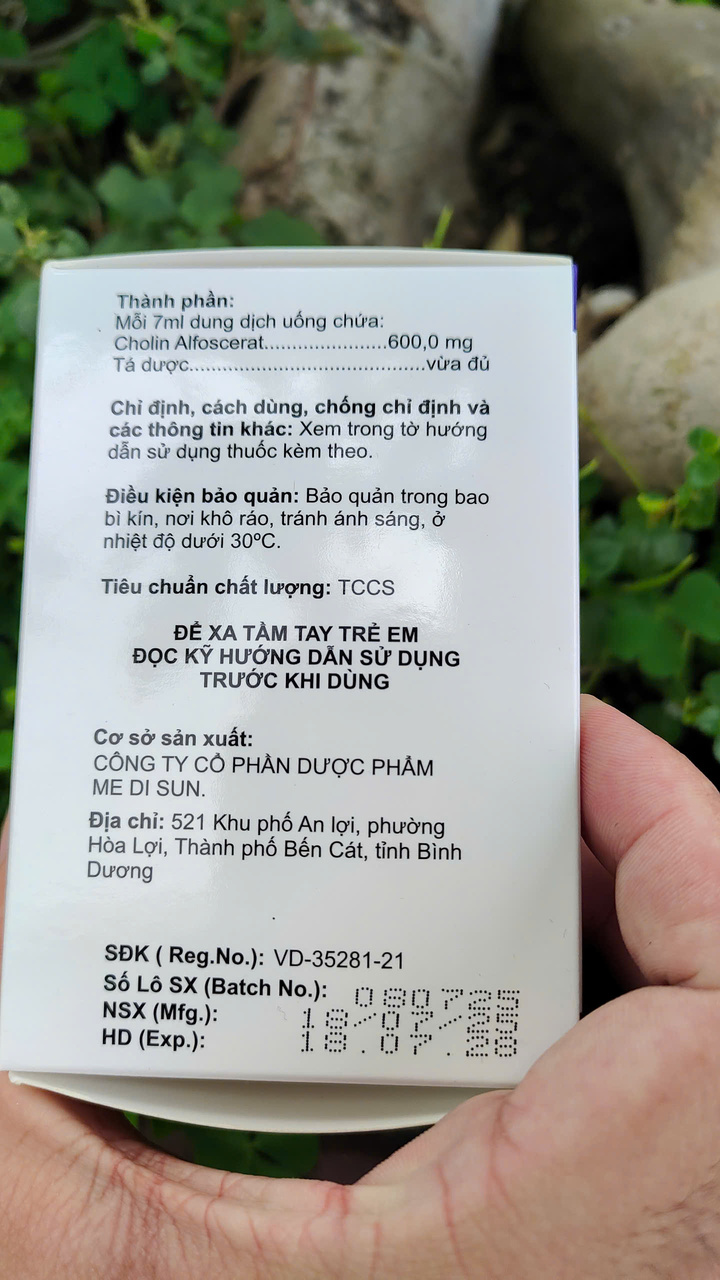 Thành phần:
Mỗi 7ml dung dịch uống chứa:
Cholin Alfoscerat......................600,0 mg
Tá dược..........................................vừa đủ
Chỉ định, cách dùng, chống chỉ định và
các thông tin khác: Xem trong tờ hướng
dẫn sử dụng thuốc kèm theo.
Điều kiện bảo quản: Bảo quản trong bao
bì kín, nơi khô ráo, tránh ánh sáng, ở
nhiệt độ dưới 30ºC.
Tiêu chuẩn chất lượng: TCCS
ĐỂ XA TẦM TAY TRẺ EM
ĐỌC KỸ HƯỚNG DẪN SỬ DỤNG
TRƯỚC KHI DÙNG
Cơ sở sản xuất:
CÔNG TY CỔ PHẦN DƯỢC PHẨM
ME DI SUN.
Địa chỉ: 521 Khu phố An lợi, phường
Hòa Lợi, Thành phố Bến Cát, tỉnh Bình
Dương
SĐK ( Reg.No.): VD-35281-21
Số Lô SX (Batch No.): 080725
NSX (Mfg.): 18/07/25
HD (Exp.): 18.07.28